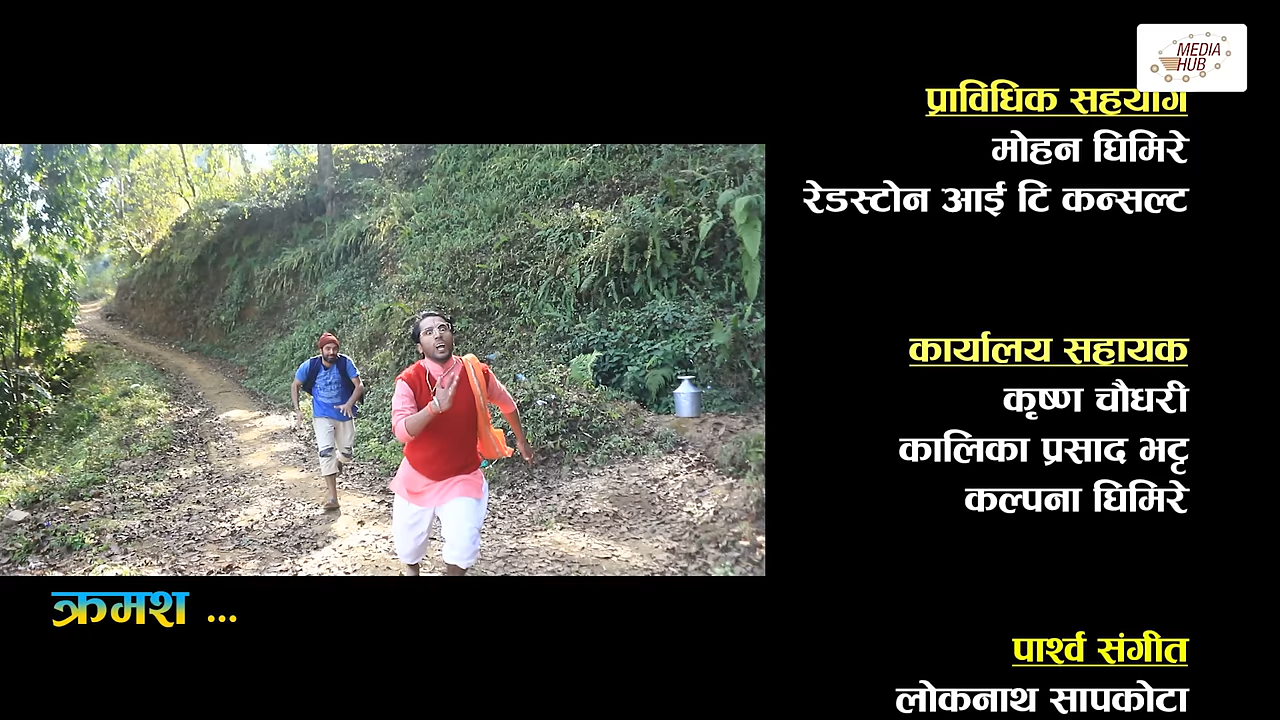 MEDIA
HUB
प्राविधिक सहयोग
मोहन घिमिरे
रेडस्टोन आई टि कन्सल्ट
कार्यालय सहायक
कृष्ण चौधरी
कालिका प्रसाद भट्ट
कल्पना घिमिरे
क्रमश ...
पार्श्व संगीत
लोकनाथ सापकोटा